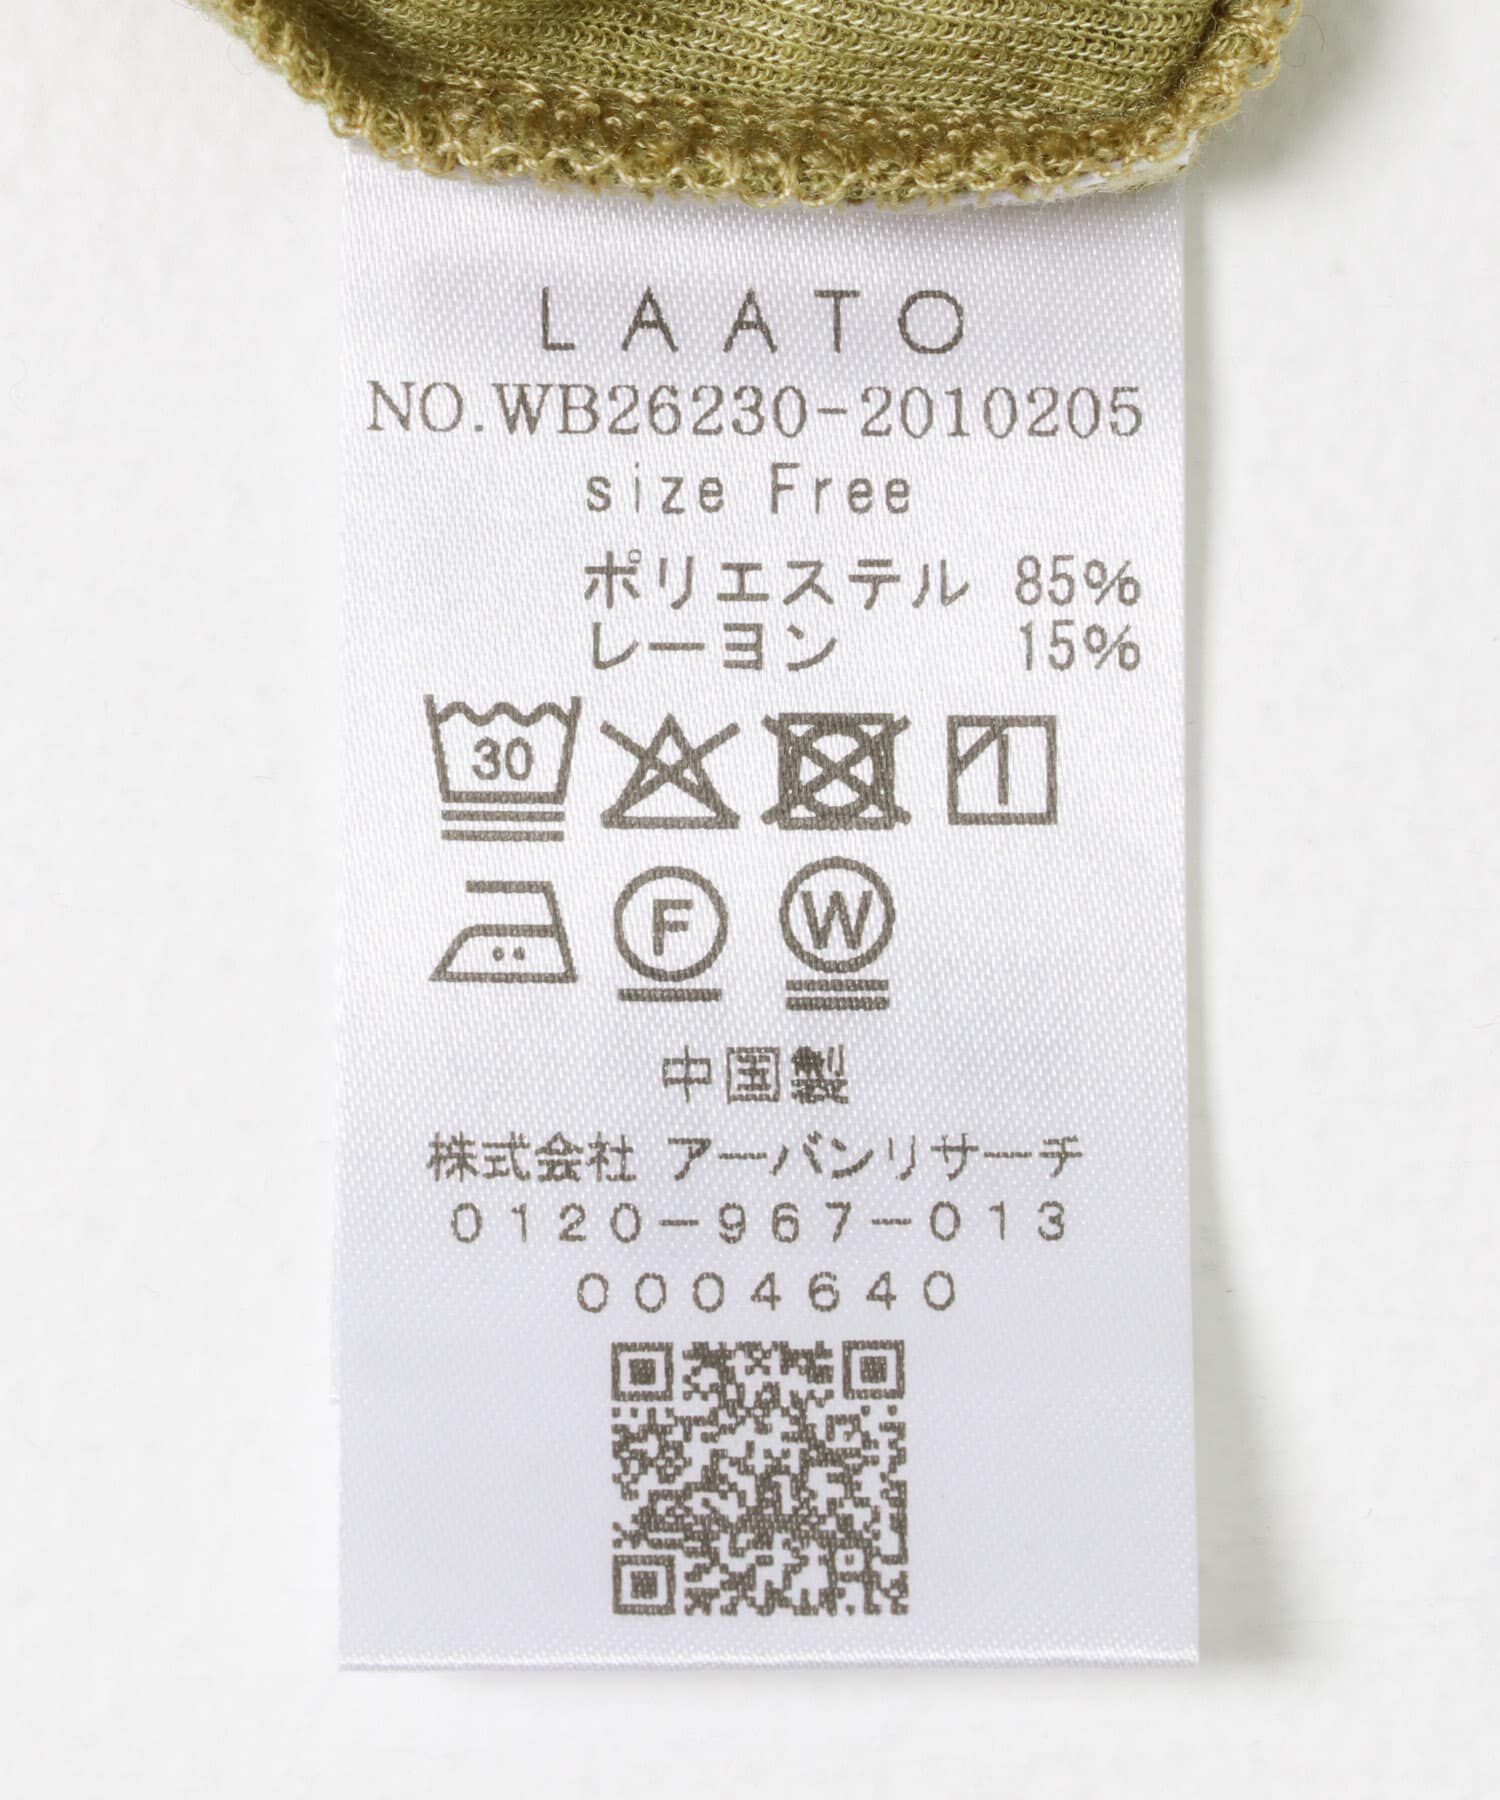 LAATO
NO.WB26230-2010205
size Free
ポリエステル 85%
レーヨン 15%
30
F W
中国製
株式会社 アーバンリサーチ
0120-967-013
0004640